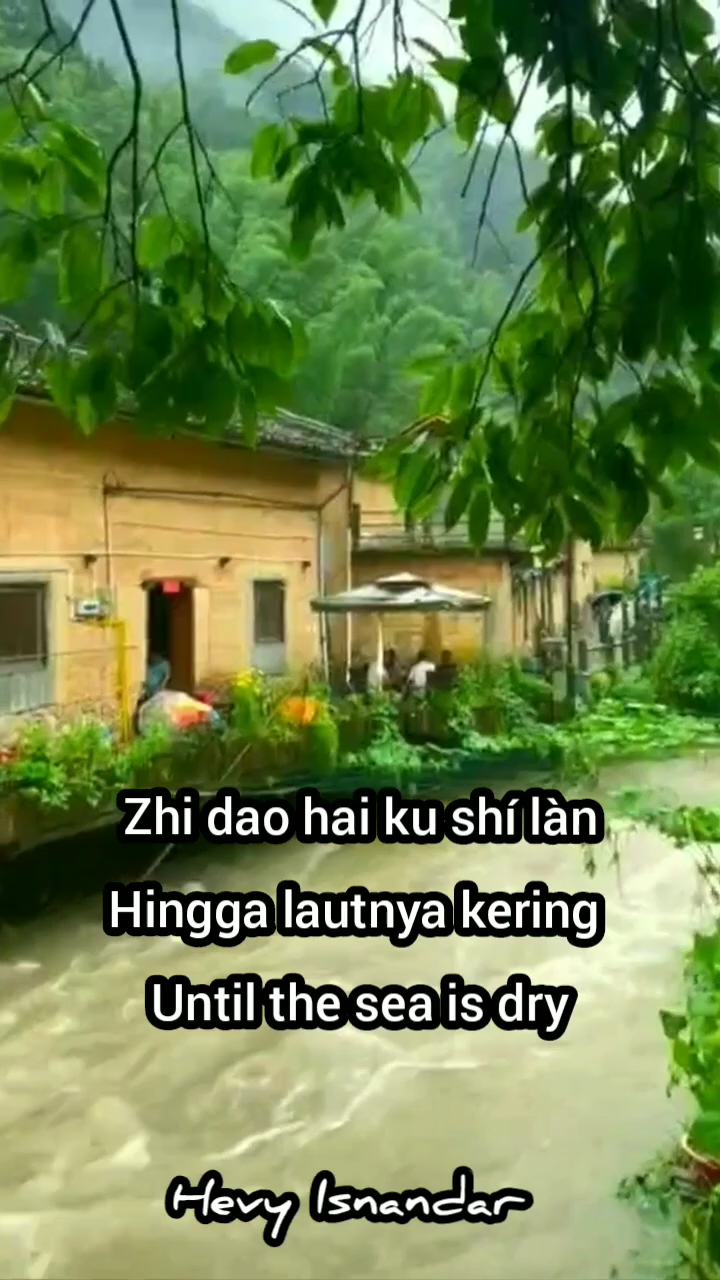 Zhi dao hai ku shí làn
Hingga lautnya kering
Until the sea is dry
Hevy Isnandar